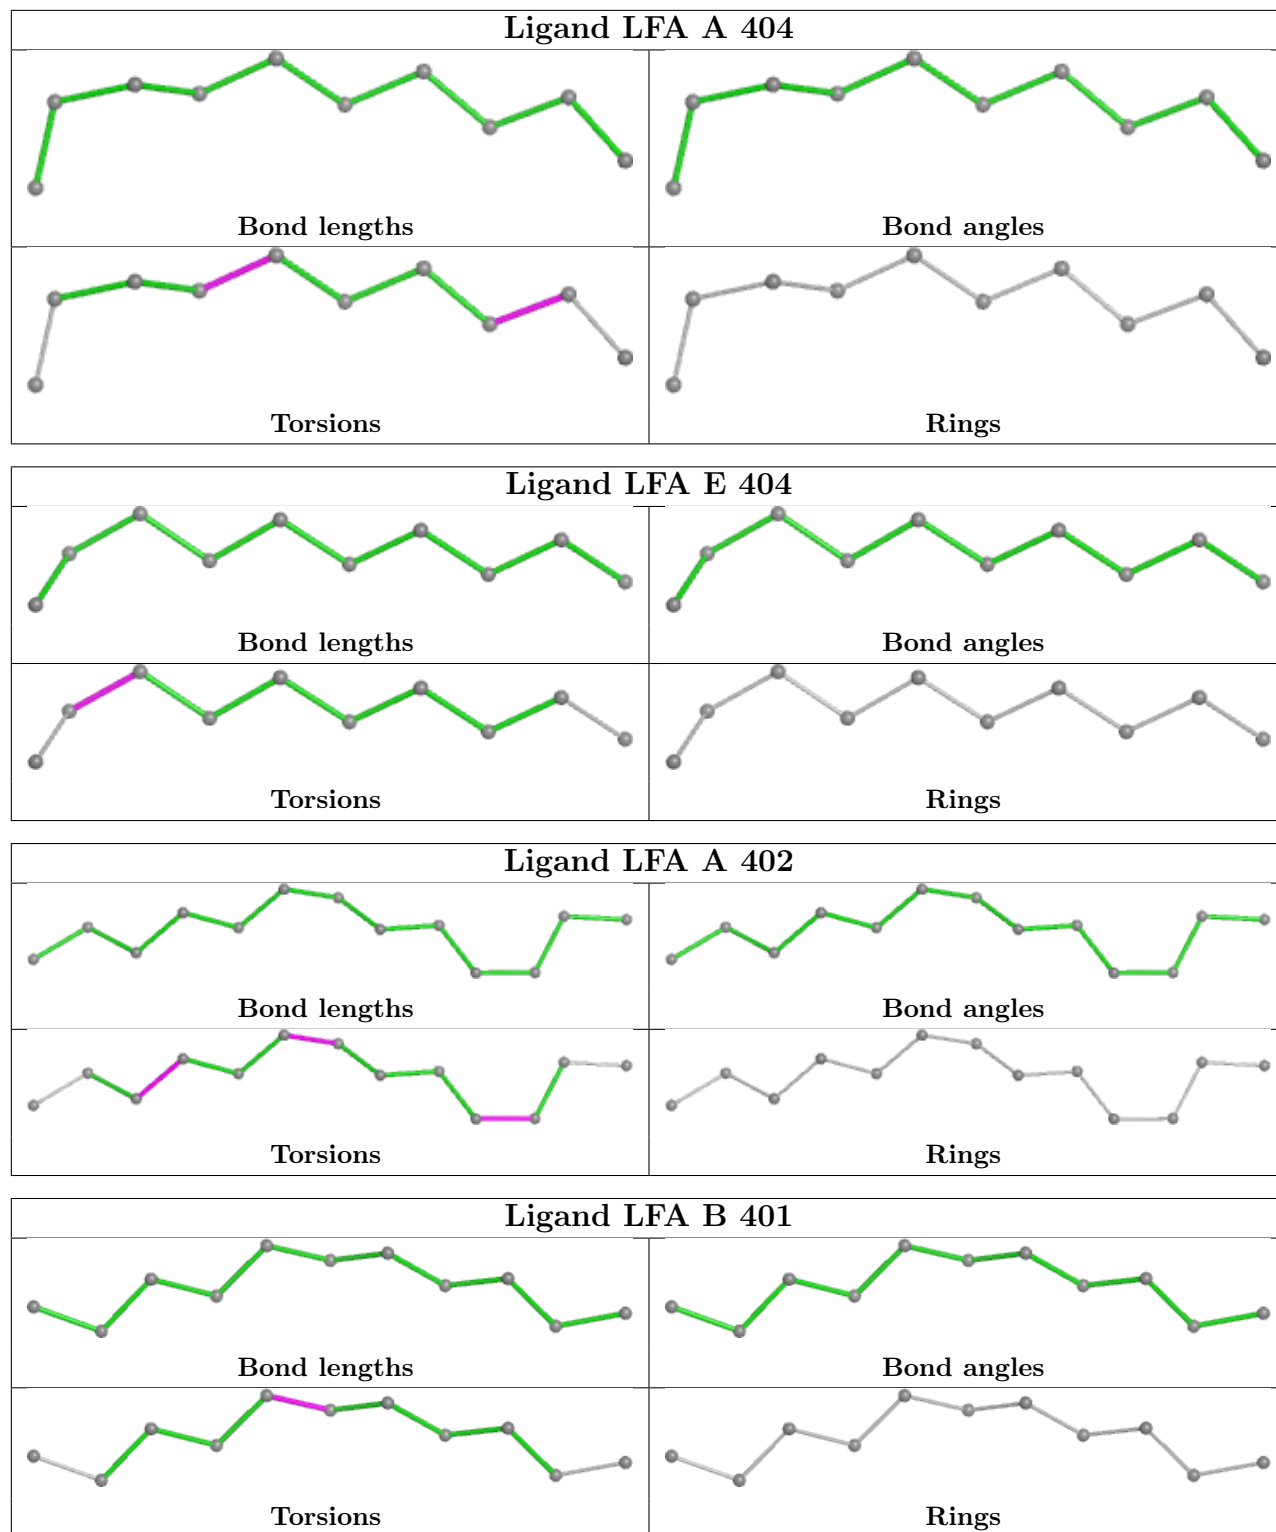 Ligand LFA A 404
Bond lengths
Bond angles
Torsions
Rings
Ligand LFA E 404
Bond lengths
Bond angles
Torsions
Rings
Ligand LFA A 402
Bond lengths
Bond angles
Torsions
Rings
Ligand LFA B 401
Bond lengths
Bond angles
Torsions
Rings